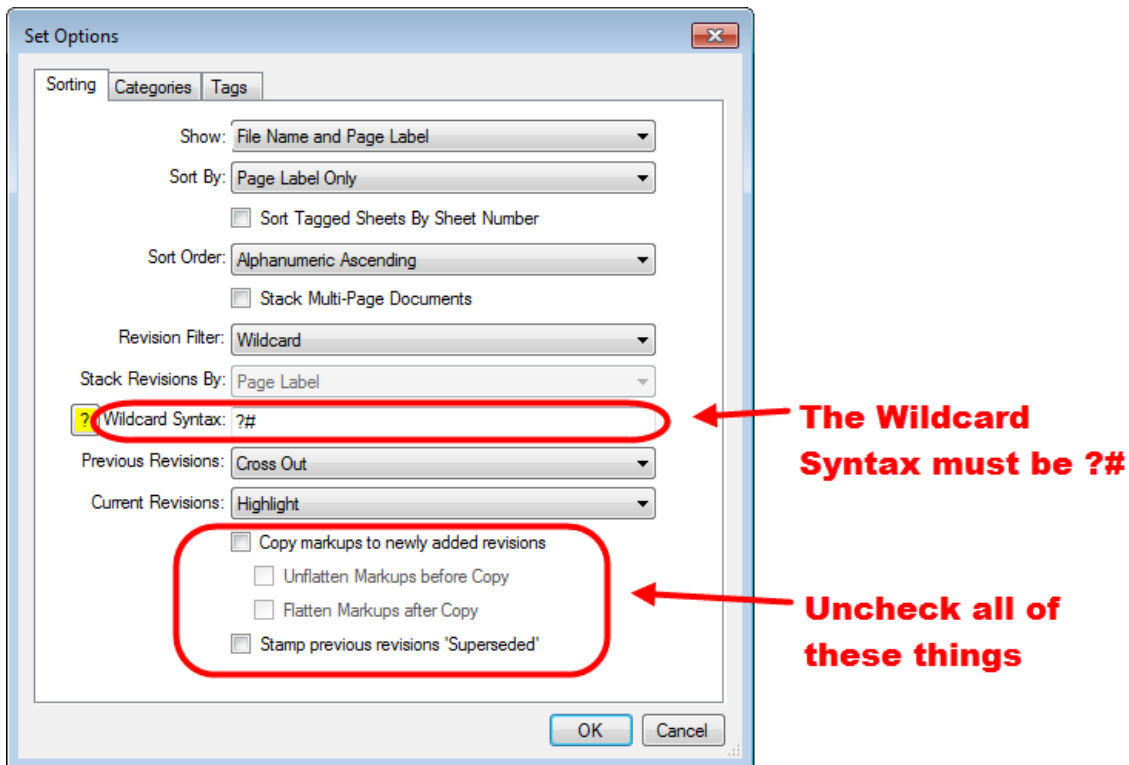 Set Options
Sorting Categories Tags
Show: File Name and Page Label
Sort By: Page Label Only
Sort Tagged Sheets By Sheet Number
Sort Order: Alphanumeric Ascending
Stack Multi-Page Documents
Revision Filter: Wildcard
Stack Revisions By: Page Label
? Wildcard Syntax: ?#
The Wildcard
Syntax must be ?#
Previous Revisions: Cross Out
Current Revisions: Highlight
Copy markups to newly added revisions
Unflatten Markups before Copy
Flatten Markups after Copy
Stamp previous revisions 'Superseded'
Uncheck all of
these things
OK Cancel